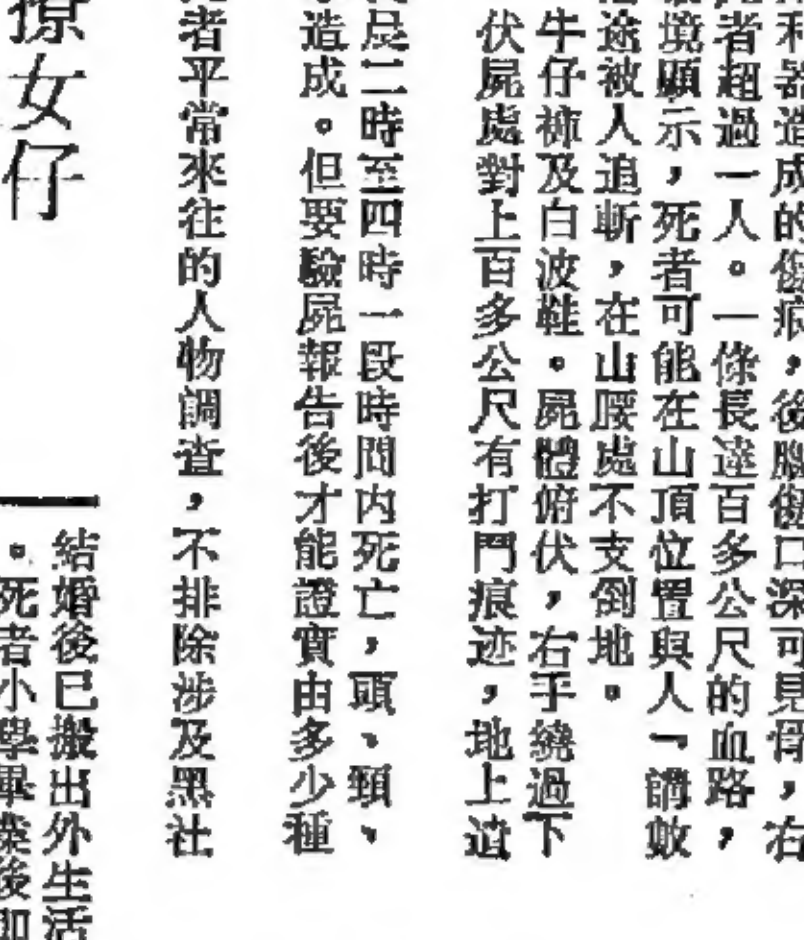 利器造成的傷痕，後腦傷口深可見骨，右
者超過一人。一條長達百多公尺的血路，
境顯示，死者可能在山頂位置與人「講數
途被人追斬，在山腰處不支倒地。
牛仔褲及白波鞋。屍體俯伏，右手繞過下
伏屍處對上百多公尺有打鬥痕迹，地上遺
晨二時至四時一段時間內死亡，頭、頸、
造成。但要驗屍報告後才能證實由多少種
者平常來往的人物調查，不排除涉及黑社
撩女仔
結婚後已搬出外生活
。死者小學畢業後即